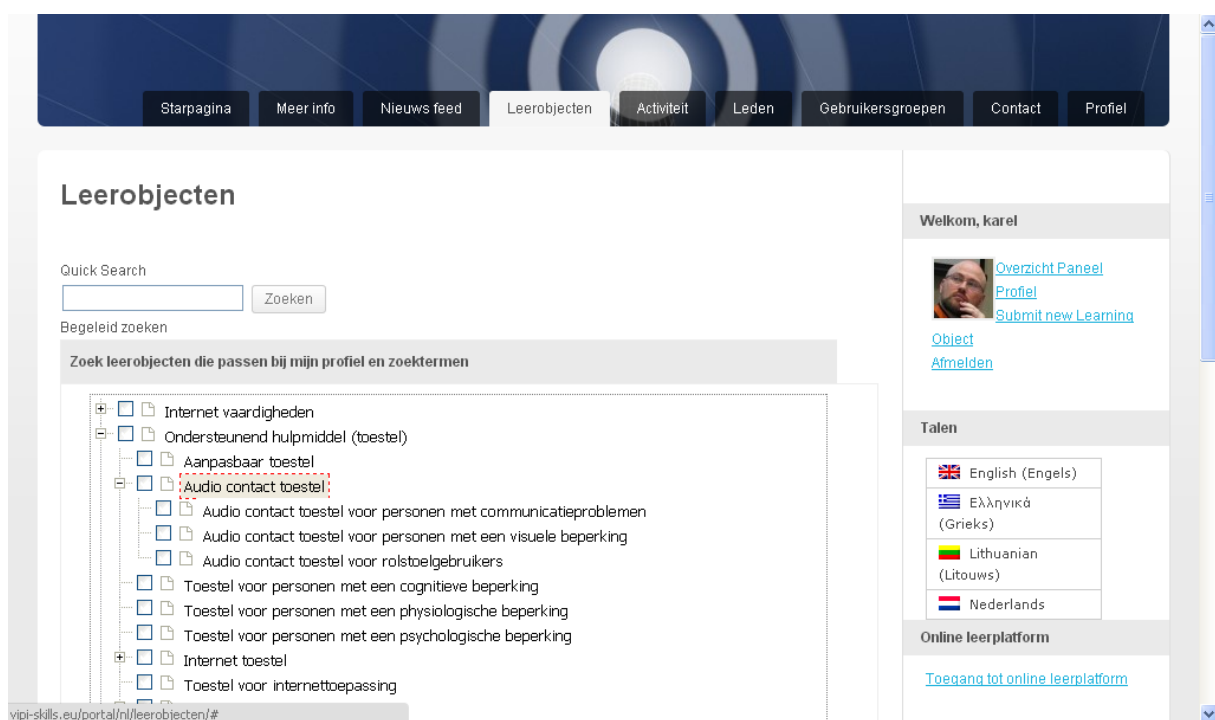 Starpagina
Meer info
Nieuws feed
Leerobjecten
Activiteit
Leden
Gebruikersgroepen
Contact
Profiel
Leerobjecten
Quick Search
Zoeken
Begeleid zoeken
Zoek leerobjecten die passen bij mijn profiel en zoektermen
Internet vaardigheden
Ondersteunend hulpmiddel (toestel)
Aanpasbaar toestel
Audio contact toestel
Audio contact toestel voor personen met communicatieproblemen
Audio contact toestel voor personen met een visuele beperking
Audio contact toestel voor rolstoelgebruikers
Toestel voor personen met een cognitieve beperking
Toestel voor personen met een physiologische beperking
Toestel voor personen met een psychologische beperking
Internet toestel
Toestel voor internettoepassing
vipi-skills.eu/portal/nl/leerobjecten/#
Welkom, karel
Overzicht Paneel
Profiel
Submit new Learning
Object
Afmelden
Talen
English (Engels)
Ελληνικά
(Grieks)
Lithuanian
(Litouws)
Nederlands
Online leerplatform
Toegang tot online leerplatform